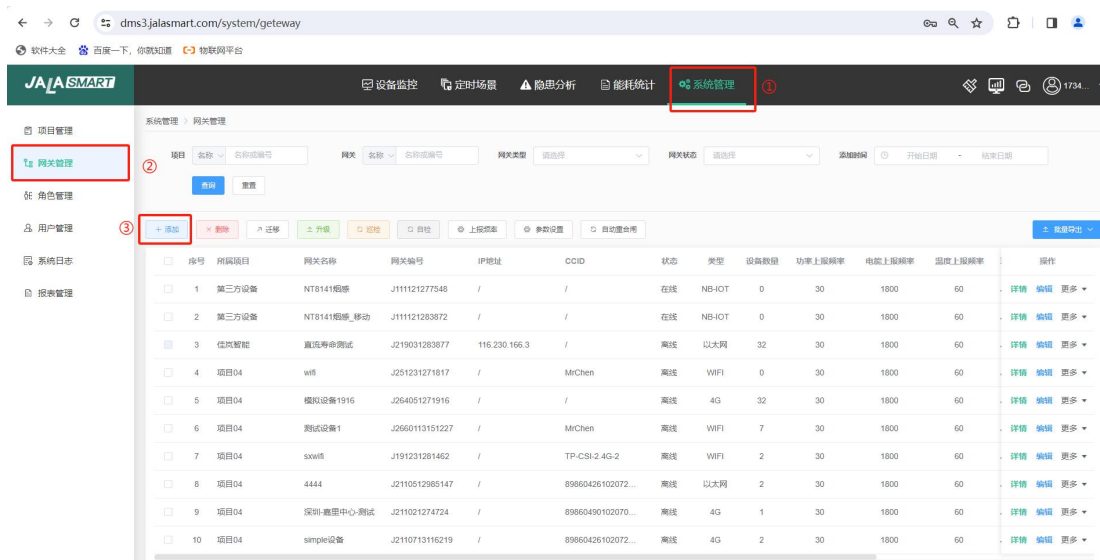 dms3.jalasmart.com/system/geteway
软件大全 百度一下，你就知道 物联网平台
JALASMART 设备监控 定时场景 隐患分析 能耗统计 系统管理 ① 1734...
项目管理
网关管理
②
角色管理
用户管理
系统日志
报表管理
系统管理 > 网关管理
项目 名称 名称或编号 网关 名称 名称或编号 网关类型 请选择 网关状态 请选择 添加时间 开始日期 - 结束日期
查询 重置
③ + 添加 × 删除 迁移 升级 巡检 自检 上报频率 参数设置 自动重合闸 批量导出
序号 所属项目 网关名称 网关编号 IP地址 CCID 状态 类型 设备数量 功率上报频率 电能上报频率 温度上报频率 操作
1 第三方设备 NT8141烟感 J111121277548 / / 在线 NB-IOT 0 30 1800 60 详情 编辑 更多
2 第三方设备 NT8141烟感_移动 J111121283872 / / 在线 NB-IOT 0 30 1800 60 详情 编辑 更多
3 佳岚智能 直流寿命测试 J219031283877 116.230.166.3 / 离线 以太网 32 30 1800 60 详情 编辑 更多
4 项目04 wifi J251231271817 / MrChen 离线 WIFI 0 30 1800 60 详情 编辑 更多
5 项目04 模拟设备1916 J264051271916 / / 离线 4G 32 30 1800 60 详情 编辑 更多
6 项目04 测试设备1 J2660113151227 / MrChen 离线 WIFI 7 30 1800 60 详情 编辑 更多
7 项目04 sxwifi J191231281462 / TP-CSI-2.4G-2 离线 WIFI 2 30 1800 60 详情 编辑 更多
8 项目04 4444 J2110512985147 / 89860426102072... 离线 以太网 2 30 1800 60 详情 编辑 更多
9 项目04 深圳-嘉里中心-测试 J211021274724 / 89860490102070... 离线 4G 1 30 1800 60 详情 编辑 更多
10 项目04 simple设备 J2110713116219 / 89860426102072... 离线 4G 2 30 1800 60 详情 编辑 更多